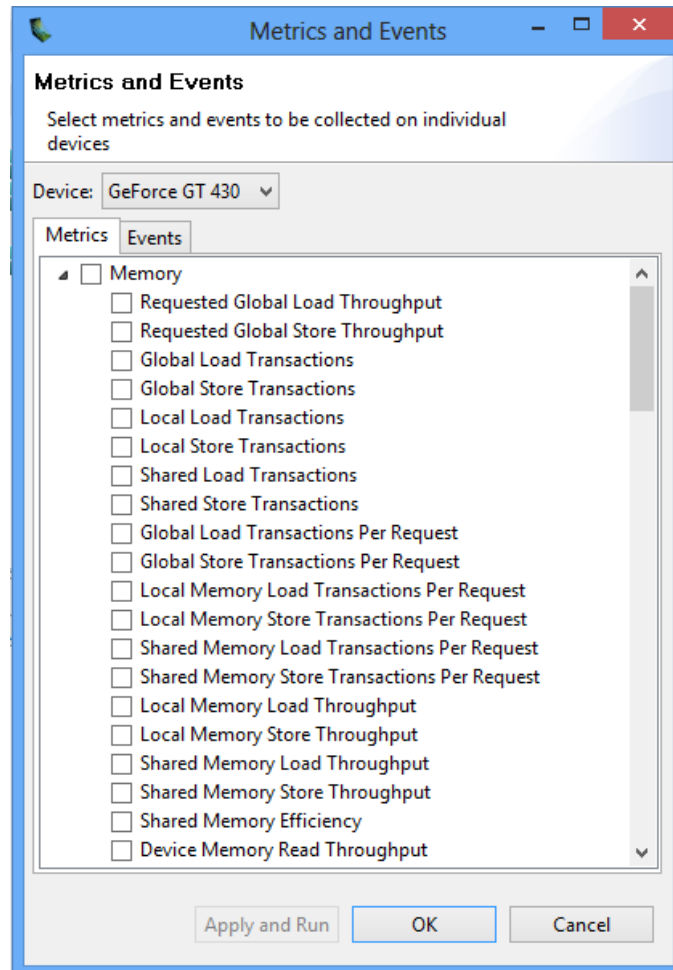 Metrics and Events
Metrics and Events
Select metrics and events to be collected on individual
devices
Device: GeForce GT 430
Metrics Events
Memory
Requested Global Load Throughput
Requested Global Store Throughput
Global Load Transactions
Global Store Transactions
Local Load Transactions
Local Store Transactions
Shared Load Transactions
Shared Store Transactions
Global Load Transactions Per Request
Global Store Transactions Per Request
Local Memory Load Transactions Per Request
Local Memory Store Transactions Per Request
Shared Memory Load Transactions Per Request
Shared Memory Store Transactions Per Request
Local Memory Load Throughput
Local Memory Store Throughput
Shared Memory Load Throughput
Shared Memory Store Throughput
Shared Memory Efficiency
Device Memory Read Throughput
Apply and Run OK Cancel